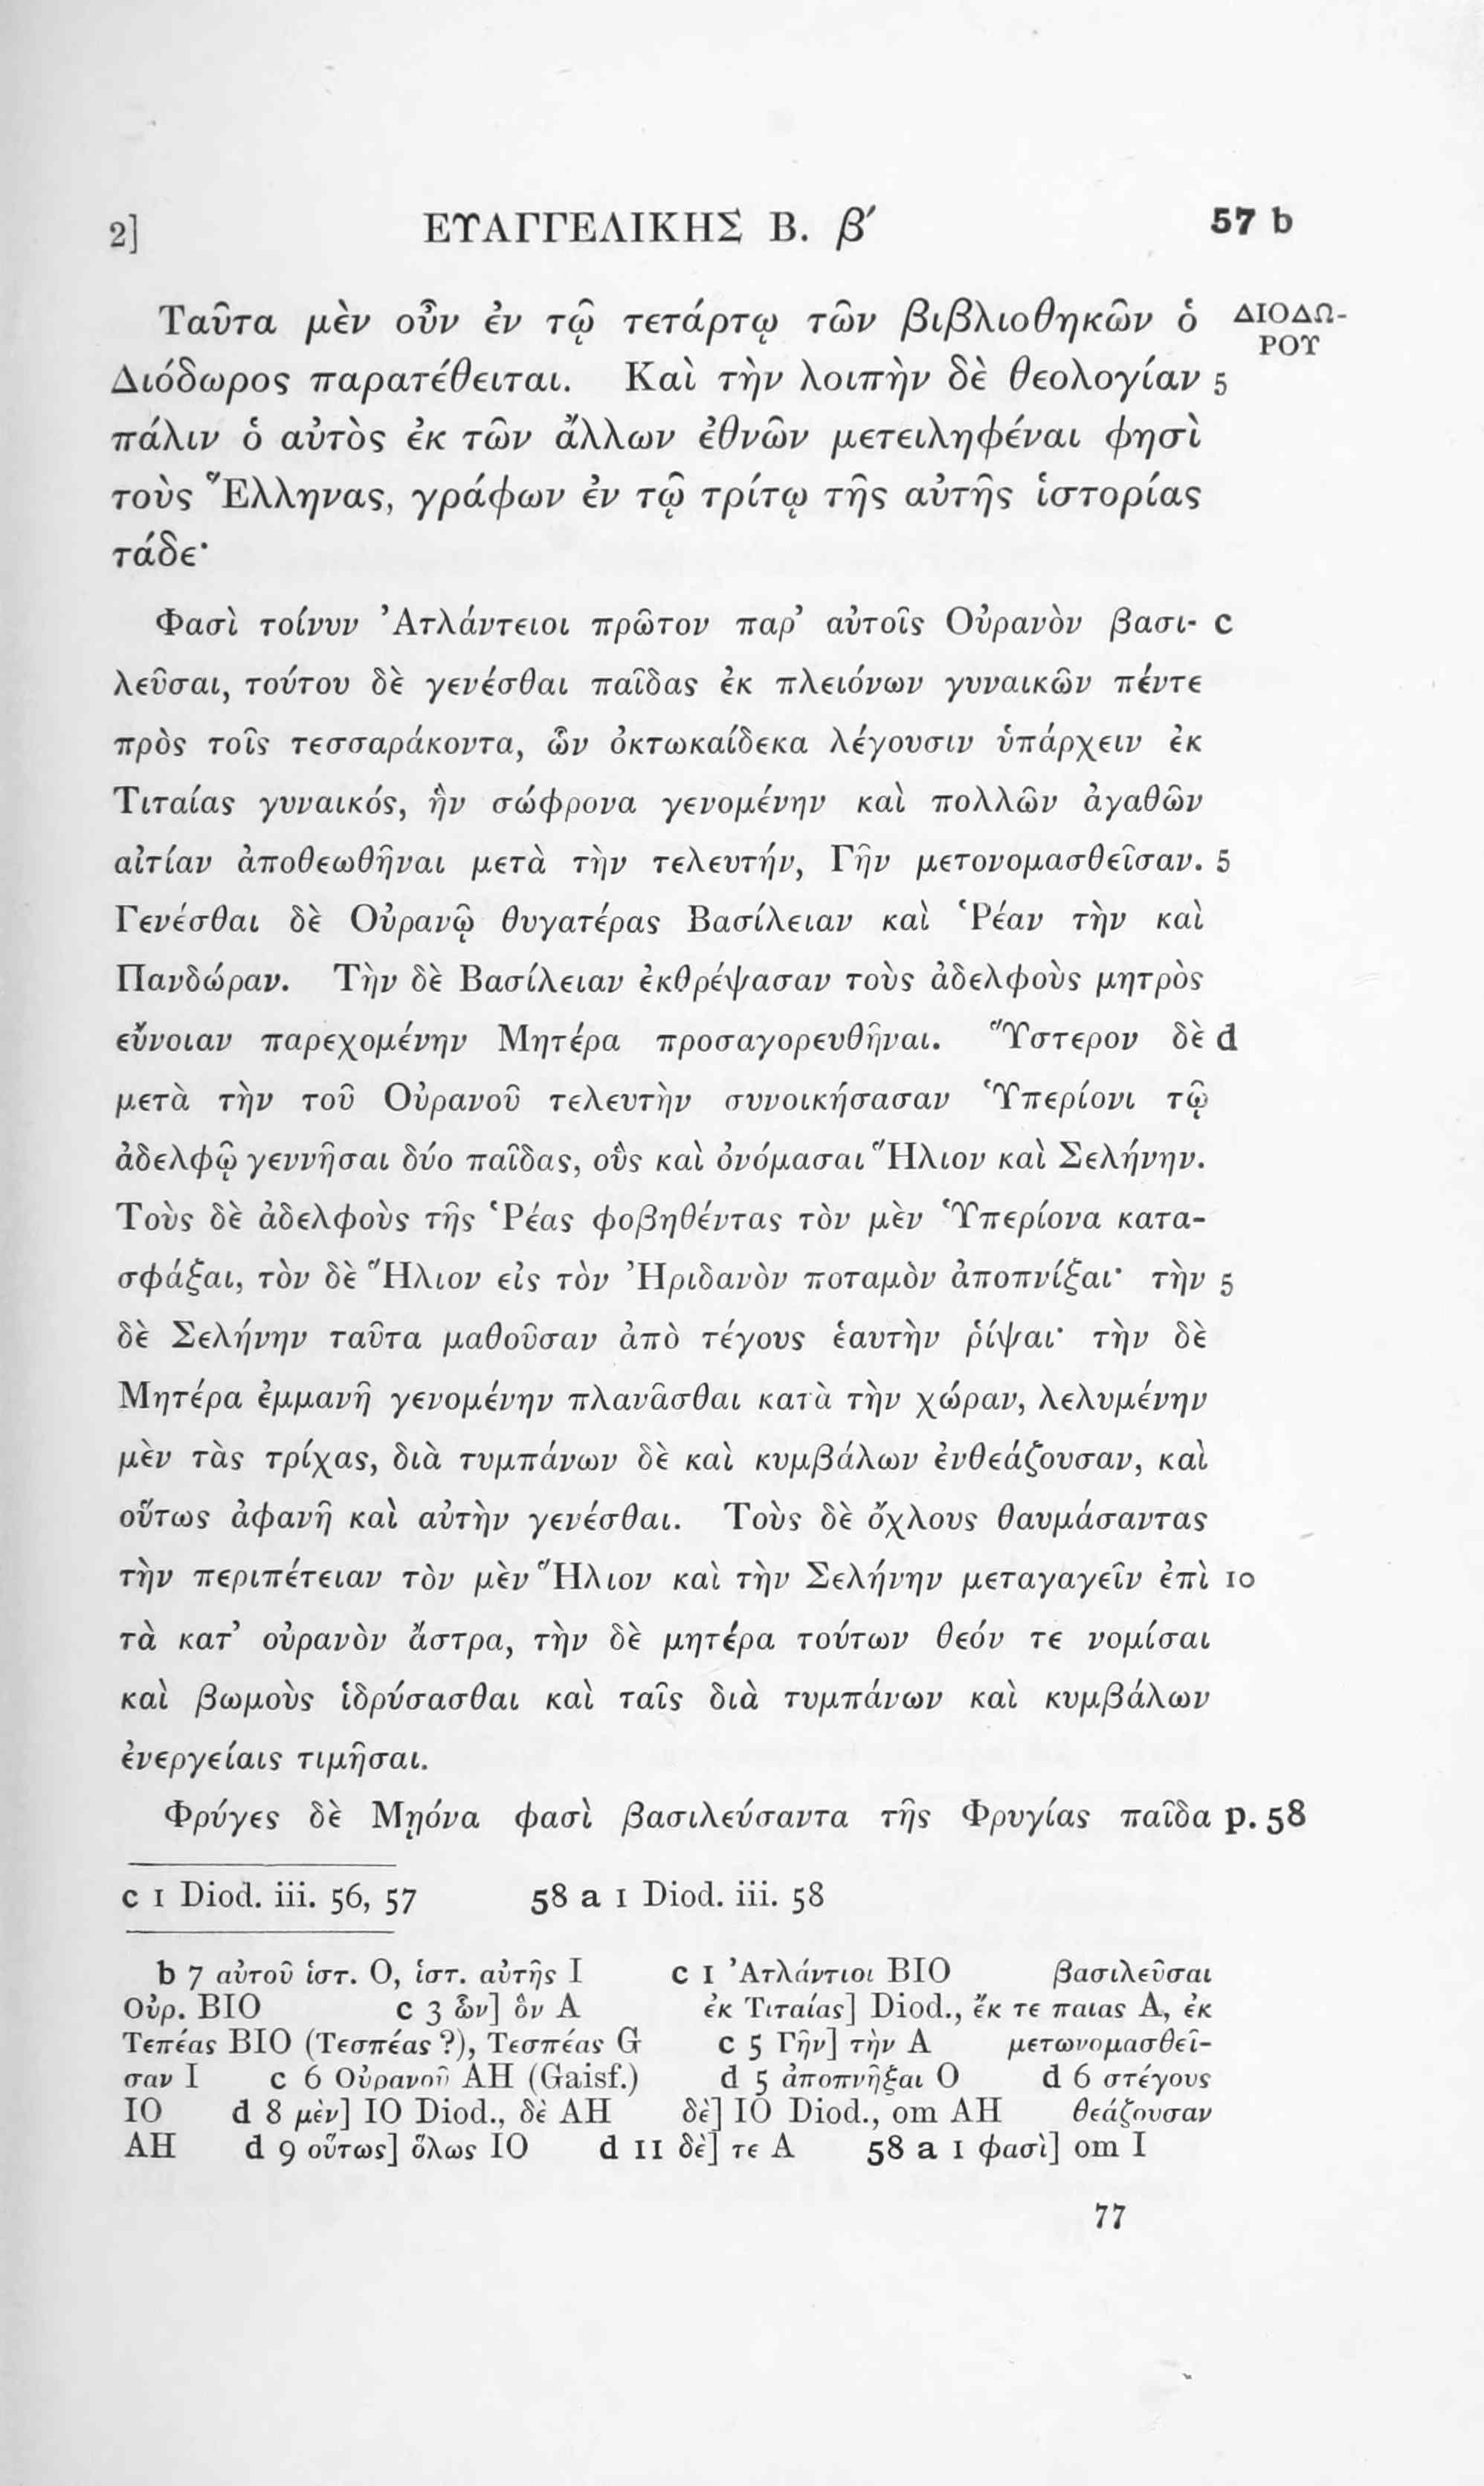 2] ΕΥΑΓΓΕΛΙΚΗΣ Β. β′ 57 b
Ταῦτα μὲν οὖν ἐν τῷ τετάρτῳ τῶν βιβλιοθηκῶν ὁ ΔΙΟΔΩ-
ΡΟΥ
Διόδωρος παρατέθειται. Καὶ τὴν λοιπὴν δὲ θεολογίαν 5
πάλιν ὁ αὐτὸς ἐκ τῶν ἄλλων ἐθνῶν μετειληφέναι φησὶ
τοὺς Ἕλληνας, γράφων ἐν τῷ τρίτῳ τῆς αὐτῆς ἱστορίας
τάδε·
Φασὶ τοίνυν Ἀτλάντειοι πρῶτον παρ’ αὐτοῖς Οὐρανὸν βασι- c
λεῦσαι, τούτου δὲ γενέσθαι παῖδας ἐκ πλειόνων γυναικῶν πέντε
πρὸς τοῖς τεσσαράκοντα, ὧν ὀκτωκαίδεκα λέγουσιν ὑπάρχειν ἐκ
Τιταίας γυναικός, ἣν σώφρονα γενομένην καὶ πολλῶν ἀγαθῶν
αἰτίαν ἀποθεωθῆναι μετὰ τὴν τελευτήν, Γῆν μετονομασθεῖσαν. 5
Γενέσθαι δὲ Οὐρανῷ θυγατέρας Βασίλειαν καὶ Ῥέαν τὴν καὶ
Πανδώραν. Τὴν δὲ Βασίλειαν ἐκθρέψασαν τοὺς ἀδελφοὺς μητρὸς
εὔνοιαν παρεχομένην Μητέρα προσαγορευθῆναι. Ὕστερον δὲ d
μετὰ τὴν τοῦ Οὐρανοῦ τελευτὴν συνοικήσασαν Ὑπερίονι τῷ
ἀδελφῷ γεννῆσαι δύο παῖδας, οὓς καὶ ὀνόμασαι Ἥλιον καὶ Σελήνην.
Τοὺς δὲ ἀδελφοὺς τῆς Ῥέας φοβηθέντας τὸν μὲν Ὑπερίονα κατα-
σφάξαι, τὸν δὲ Ἥλιον εἰς τὸν Ἠριδανὸν ποταμὸν ἀποπνίξαι· τὴν 5
δὲ Σελήνην ταῦτα μαθοῦσαν ἀπὸ τέγους ἑαυτὴν ῥίψαι· τὴν δὲ
Μητέρα ἐμμανῆ γενομένην πλανᾶσθαι κατὰ τὴν χώραν, λελυμένην
μὲν τὰς τρίχας, διὰ τυμπάνων δὲ καὶ κυμβάλων ἐνθεάζουσαν, καὶ
οὕτως ἀφανῆ καὶ αὐτὴν γενέσθαι. Τοὺς δὲ ὄχλους θαυμάσαντας
τὴν περιπέτειαν τὸν μὲν Ἥλιον καὶ τὴν Σελήνην μεταγαγεῖν ἐπὶ 10
τὰ κατ’ οὐρανὸν ἄστρα, τὴν δὲ μητέρα τούτων θεόν τε νομίσαι
καὶ βωμοὺς ἱδρύσασθαι καὶ ταῖς διὰ τυμπάνων καὶ κυμβάλων
ἐνεργείαις τιμῆσαι.
Φρύγες δὲ Μῃόνα φασὶ βασιλεύσαντα τῆς Φρυγίας παῖδα p. 58
c 1 Diod. iii. 56, 57 58 a 1 Diod. iii. 58
b 7 αὐτοῦ ἱστ. O, ἱστ. αὐτῆς I c 1 Ἀτλάντιοι BIO βασιλεῦσαι
Οὐρ. BIO c 3 ὧν] ὃν A ἐκ Τιταίας] Diod., ἔκ τε παιας A, ἐκ
Τεπέας BIO (Τεσπέας ?), Τεσπέας G c 5 Γῆν] τὴν A μετωνομασθεῖ-
σαν I c 6 Οὐρανοῦ AH (Gaisf.) d 5 ἀποπνῆξαι O d 6 στέγους
IO d 8 μὲν] IO Diod., δὲ AH δὲ] IO Diod., om AH θεάζουσαν
AH d 9 οὕτως] ὅλως IO d 11 δὲ] τε A 58 a 1 φασὶ] om I
77